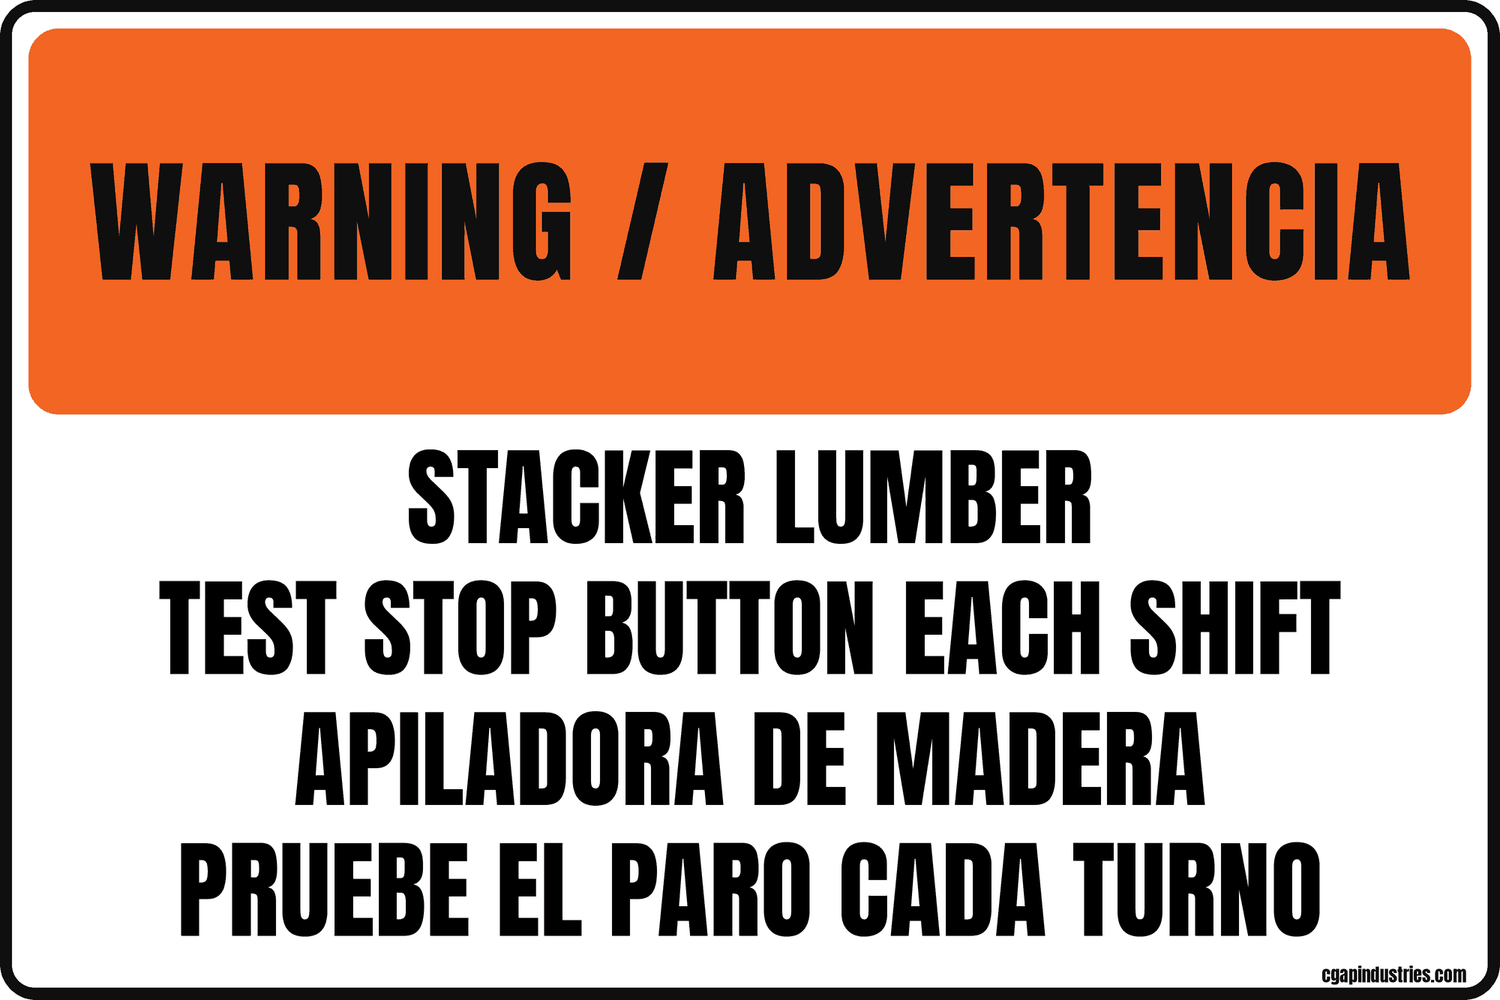 WARNING / ADVERTENCIA
STACKER LUMBER
TEST STOP BUTTON EACH SHIFT
APILADORA DE MADERA
PRUEBE EL PARO CADA TURNO
cgapindustries.com